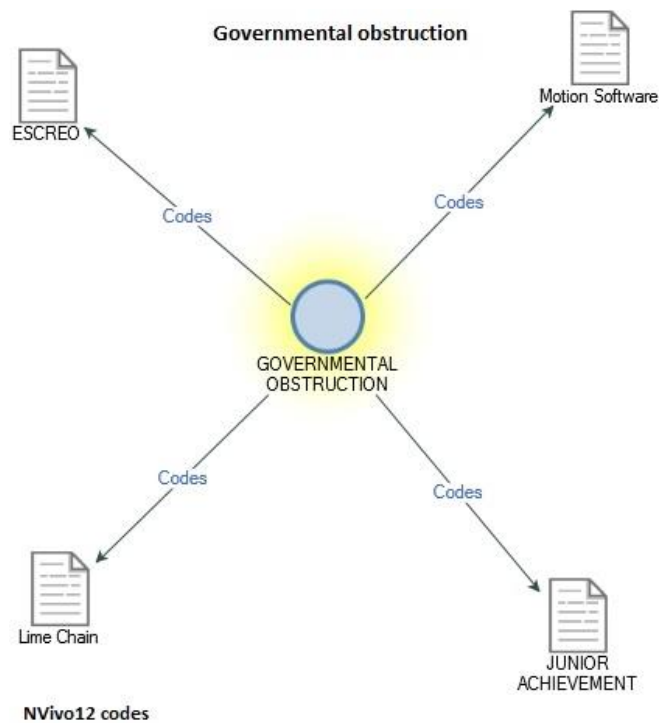 Governmental obstruction
ESCREO
Motion Software
Codes
Codes
GOVERNMENTAL
OBSTRUCTION
Codes
Codes
Lime Chain
JUNIOR
ACHIEVEMENT
NVivo12 codes